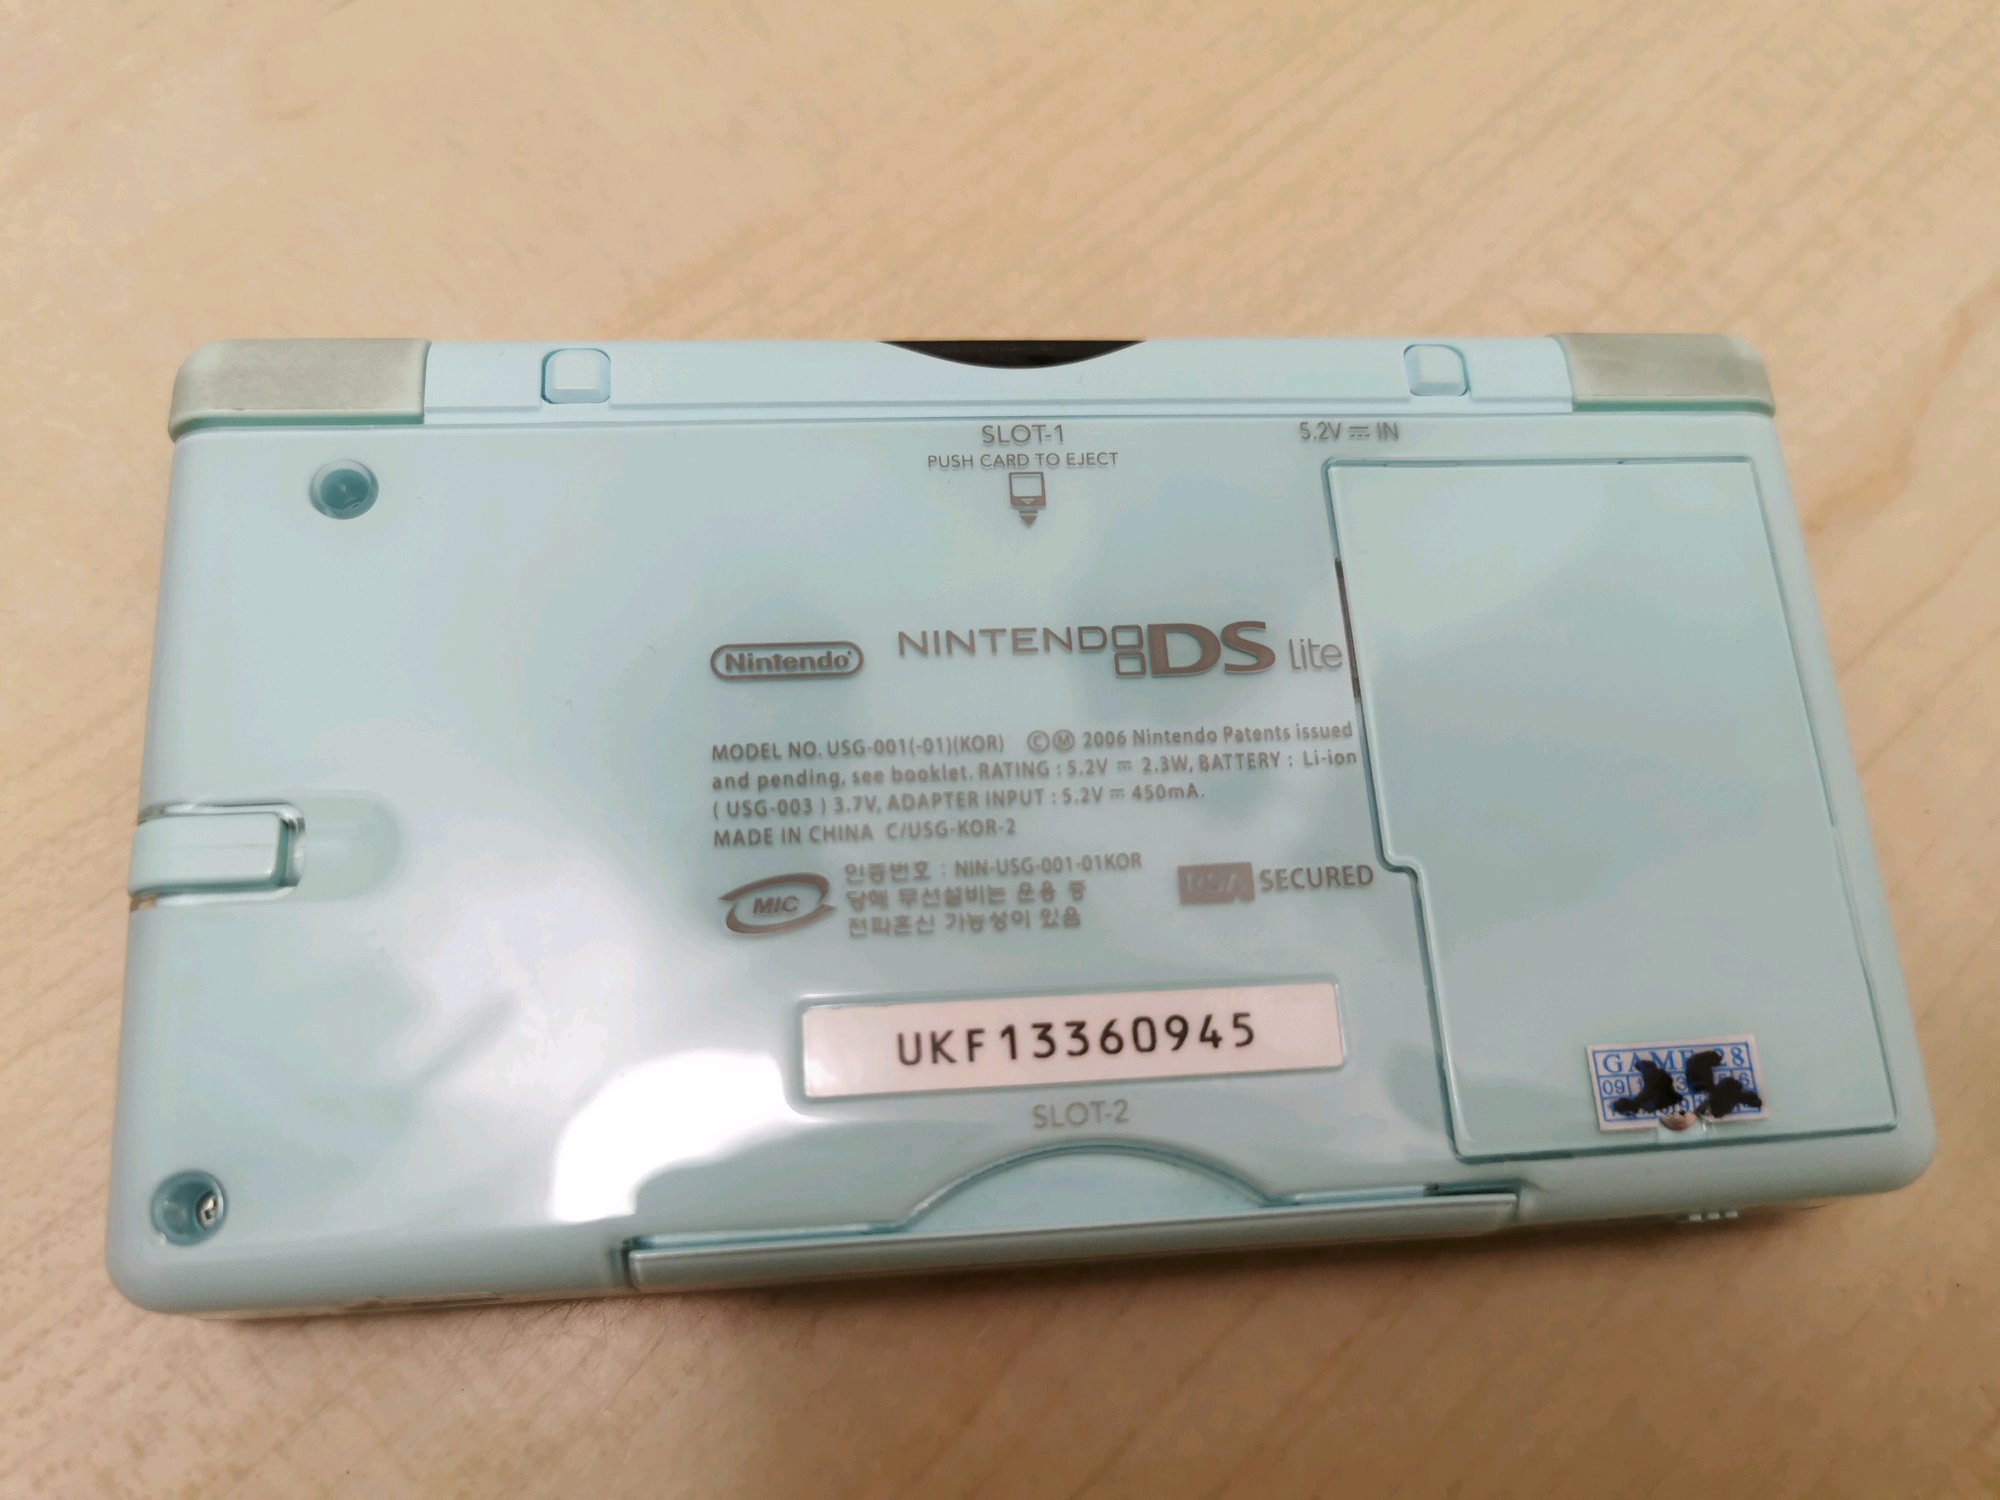 SLOT-1
PUSH CARD TO EJECT
5.2V ⎓ IN
Nintendo
NINTENDO DS Lite
MODEL NO. USG-001(-01)(KOR) ©Ⓜ 2006 Nintendo Patents issued
and pending, see booklet. RATING : 5.2V ⎓ 2.3W, BATTERY : Li-ion
( USG-003 ) 3.7V, ADAPTER INPUT : 5.2V ⎓ 450mA.
MADE IN CHINA C/USG-KOR-2
MIC
인증번호 : NIN-USG-001-01KOR
당해 무선설비는 운용 중
전파혼신 가능성이 있음
RSA SECURED
UKF13360945
SLOT-2
28
09